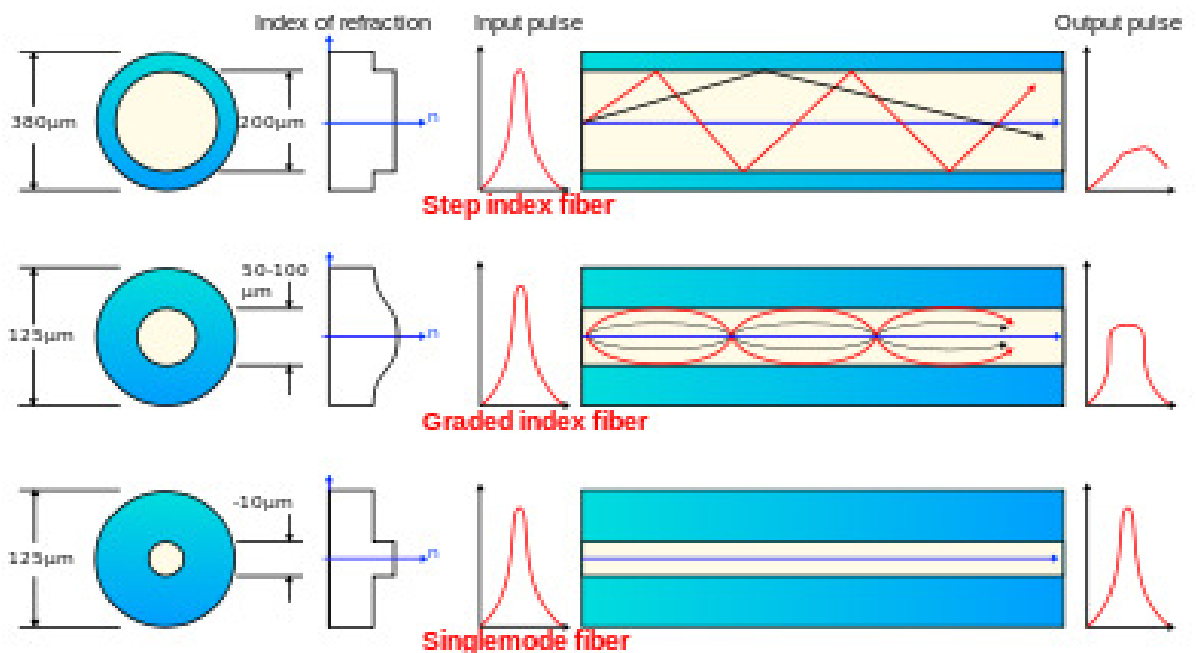 Index of refraction Input pulse Output pulse
380µm 200µm n
Step index fiber
50-100
µm
125µm n
Graded index fiber
-10µm
125µm n
Singlemode fiber